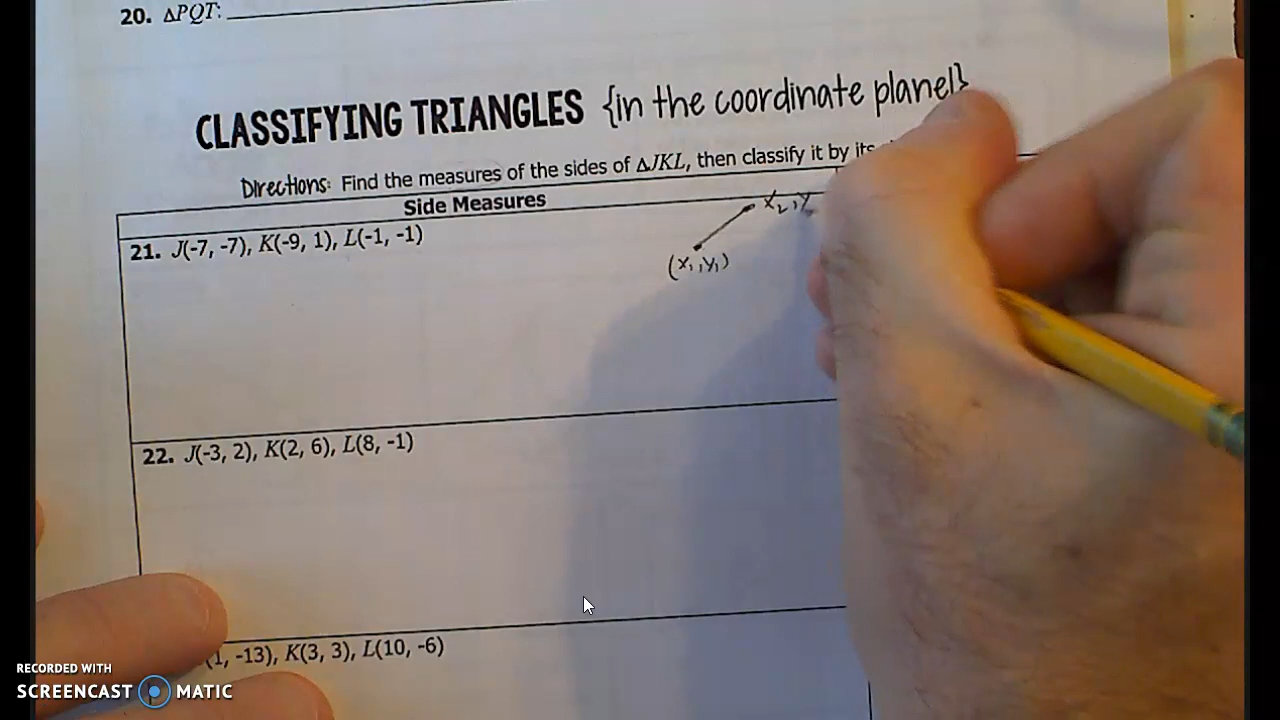 20. ΔPQT:
CLASSIFYING TRIANGLES {in the coordinate plane!}
Directions: Find the measures of the sides of ΔJKL, then classify it by its
Side Measures
x₂,y
(x₁,y₁)
21. J(-7, -7), K(-9, 1), L(-1, -1)
22. J(-3, 2), K(2, 6), L(8, -1)
(1, -13), K(3, 3), L(10, -6)
RECORDED WITH
SCREENCAST MATIC